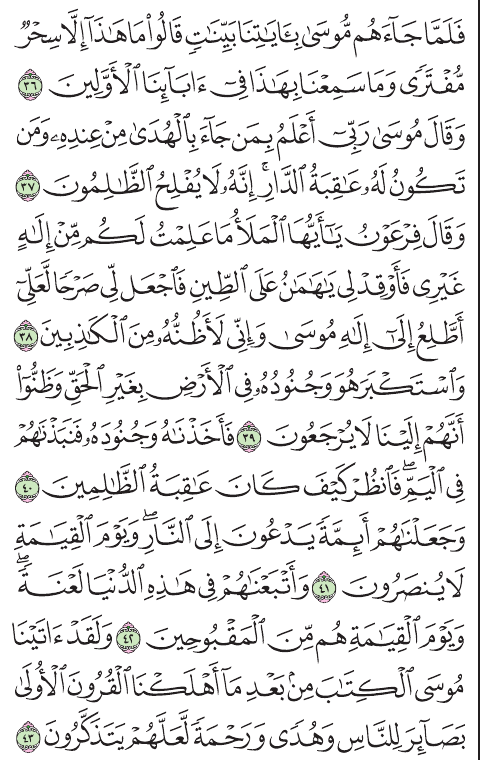 فَلَمَّا جَآءَهُم مُّوسَىٰ بِـَٔايَـٰتِنَا بَيِّنَـٰتٍ قَالُوا۟ مَا هَـٰذَآ إِلَّا سِحْرٌ
مُّفْتَرًى وَمَا سَمِعْنَا بِهَـٰذَا فِىٓ ءَابَآئِنَا ٱلْأَوَّلِينَ ٣٦
وَقَالَ مُوسَىٰ رَبِّىٓ أَعْلَمُ بِمَن جَآءَ بِٱلْهُدَىٰ مِنْ عِندِهِۦ وَمَن
تَكُونُ لَهُۥ عَـٰقِبَةُ ٱلدَّارِ ۚ إِنَّهُۥ لَا يُفْلِحُ ٱلظَّـٰلِمُونَ ٣٧
وَقَالَ فِرْعَوْنُ يَـٰٓأَيُّهَا ٱلْمَلَأُ مَا عَلِمْتُ لَكُم مِّنْ إِلَـٰهٍ
غَيْرِى فَأَوْقِدْ لِى يَـٰهَـٰمَـٰنُ عَلَى ٱلطِّينِ فَٱجْعَل لِّى صَرْحًا لَّعَلِّىٓ
أَطَّلِعُ إِلَىٰٓ إِلَـٰهِ مُوسَىٰ وَإِنِّى لَأَظُنُّهُۥ مِنَ ٱلْكَـٰذِبِينَ ٣٨
وَٱسْتَكْبَرَ هُوَ وَجُنُودُهُۥ فِى ٱلْأَرْضِ بِغَيْرِ ٱلْحَقِّ وَظَنُّوٓا۟
أَنَّهُمْ إِلَيْنَا لَا يُرْجَعُونَ ٣٩ فَأَخَذْنَـٰهُ وَجُنُودَهُۥ فَنَبَذْنَـٰهُمْ
فِى ٱلْيَمِّ ۖ فَٱنظُرْ كَيْفَ كَانَ عَـٰقِبَةُ ٱلظَّـٰلِمِينَ ٤٠
وَجَعَلْنَـٰهُمْ أَئِمَّةً يَدْعُونَ إِلَى ٱلنَّارِ ۖ وَيَوْمَ ٱلْقِيَـٰمَةِ
لَا يُنصَرُونَ ٤١ وَأَتْبَعْنَـٰهُمْ فِى هَـٰذِهِ ٱلدُّنْيَا لَعْنَةً ۖ
وَيَوْمَ ٱلْقِيَـٰمَةِ هُم مِّنَ ٱلْمَقْبُوحِينَ ٤٢ وَلَقَدْ ءَاتَيْنَا
مُوسَى ٱلْكِتَـٰبَ مِنۢ بَعْدِ مَآ أَهْلَكْنَا ٱلْقُرُونَ ٱلْأُولَىٰ
بَصَآئِرَ لِلنَّاسِ وَهُدًى وَرَحْمَةً لَّعَلَّهُمْ يَتَذَكَّرُونَ ٤٣